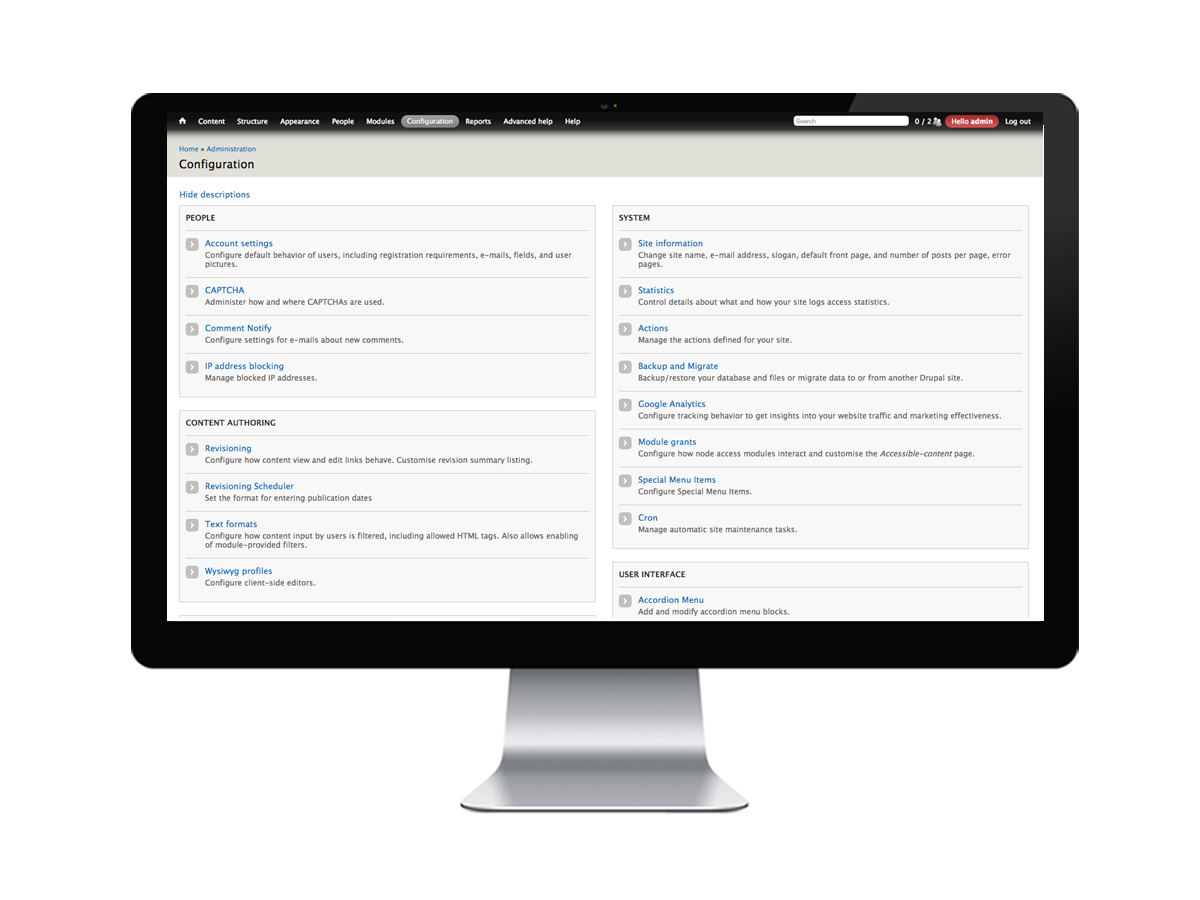 Content Structure Appearance People Modules Configuration Reports Advanced help Help Search 0 / 2 Hello admin Log out
Home » Administration
Configuration
Hide descriptions
PEOPLE
Account settings
Configure default behavior of users, including registration requirements, e-mails, fields, and user
pictures.
CAPTCHA
Administer how and where CAPTCHAs are used.
Comment Notify
Configure settings for e-mails about new comments.
IP address blocking
Manage blocked IP addresses.
CONTENT AUTHORING
Revisioning
Configure how content view and edit links behave. Customise revision summary listing.
Revisioning Scheduler
Set the format for entering publication dates
Text formats
Configure how content input by users is filtered, including allowed HTML tags. Also allows enabling
of module-provided filters.
Wysiwyg profiles
Configure client-side editors.
SYSTEM
Site information
Change site name, e-mail address, slogan, default front page, and number of posts per page, error
pages.
Statistics
Control details about what and how your site logs access statistics.
Actions
Manage the actions defined for your site.
Backup and Migrate
Backup/restore your database and files or migrate data to or from another Drupal site.
Google Analytics
Configure tracking behavior to get insights into your website traffic and marketing effectiveness.
Module grants
Configure how node access modules interact and customise the Accessible-content page.
Special Menu Items
Configure Special Menu Items.
Cron
Manage automatic site maintenance tasks.
USER INTERFACE
Accordion Menu
Add and modify accordion menu blocks.